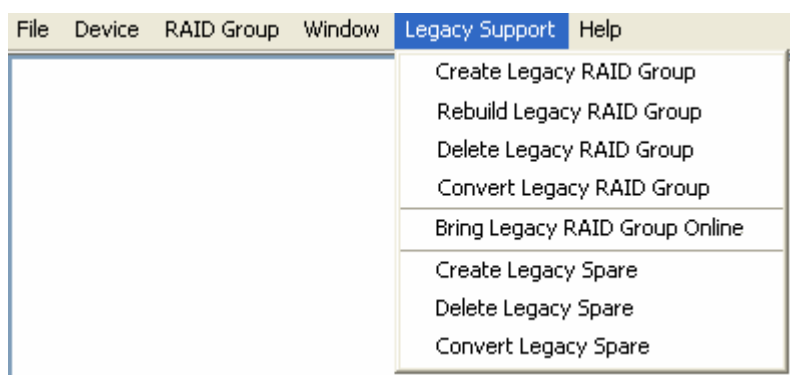 File Device RAID Group Window Legacy Support Help
Create Legacy RAID Group
Rebuild Legacy RAID Group
Delete Legacy RAID Group
Convert Legacy RAID Group
Bring Legacy RAID Group Online
Create Legacy Spare
Delete Legacy Spare
Convert Legacy Spare